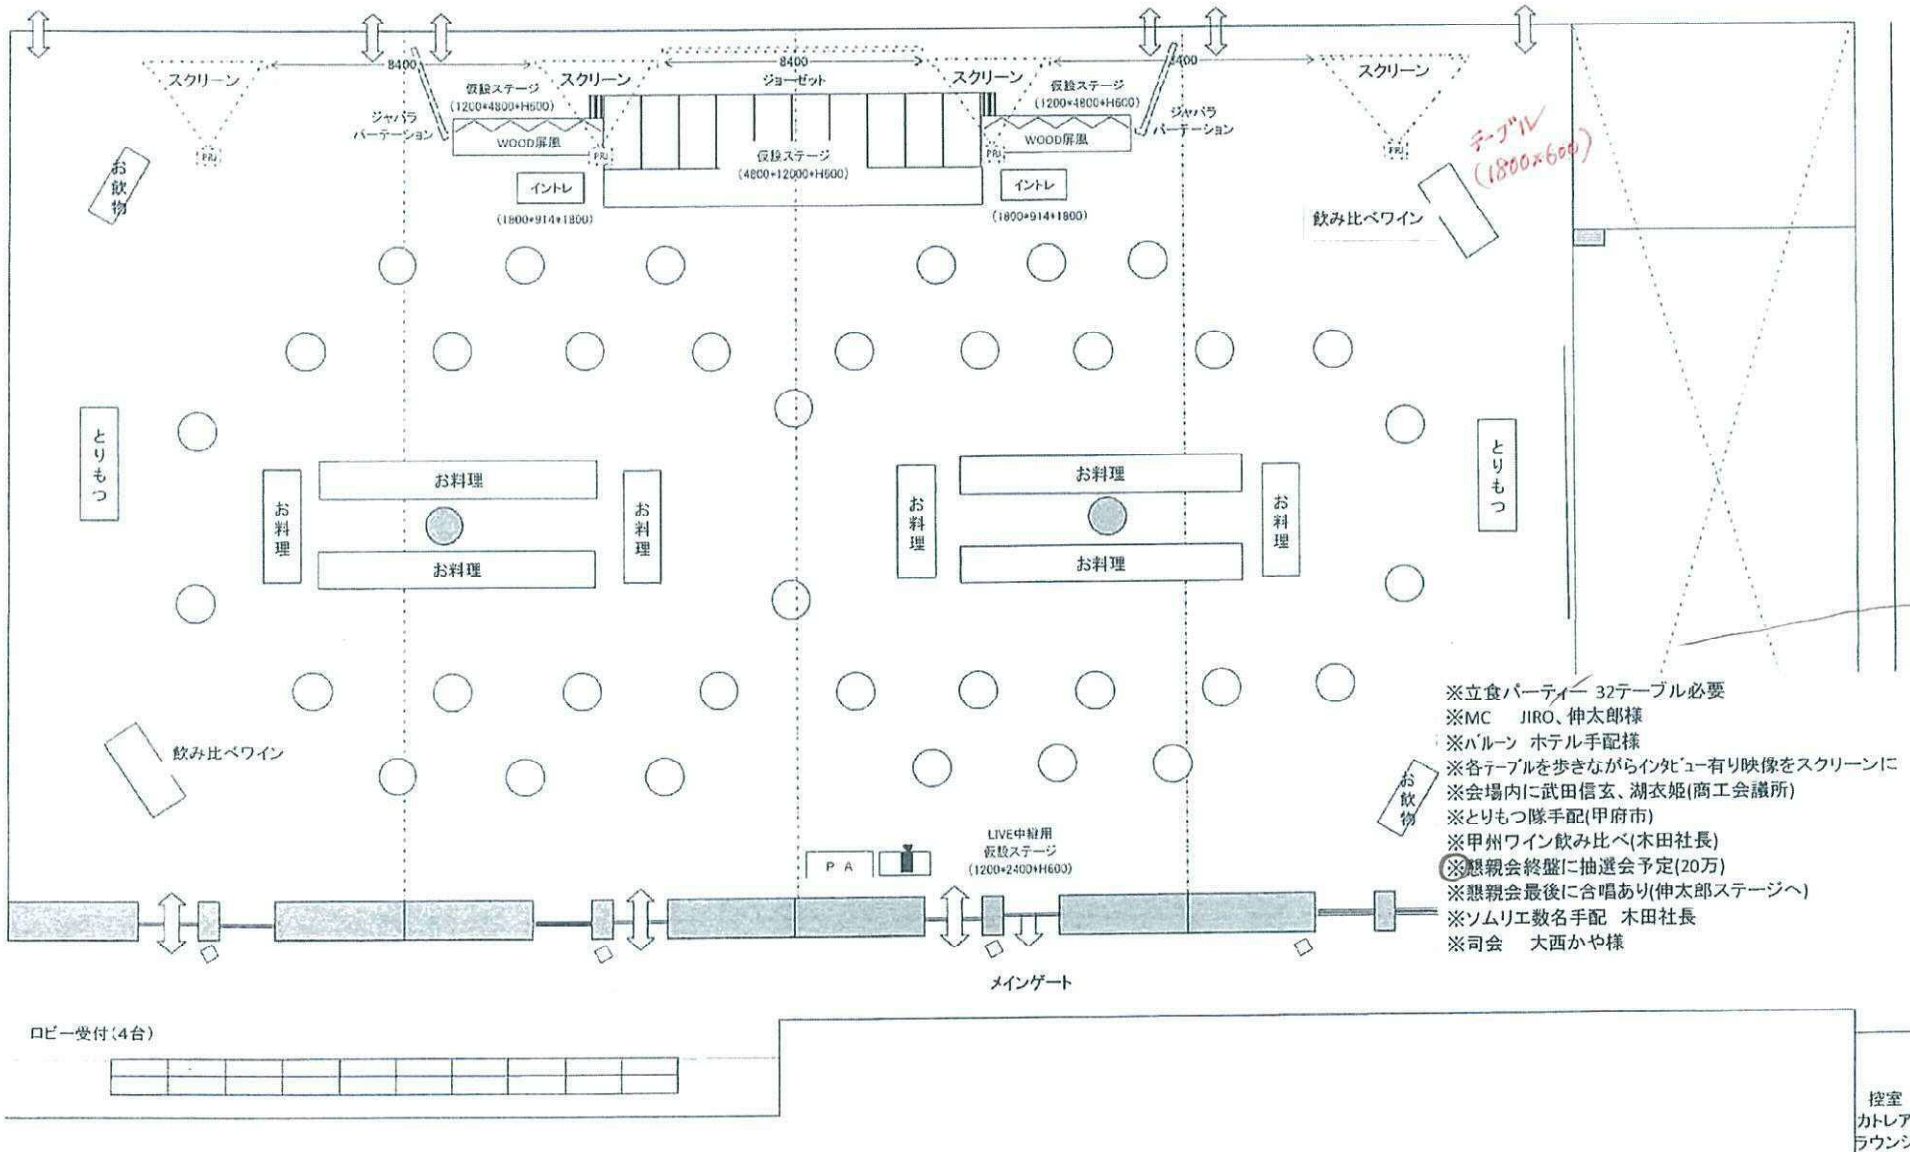 8400
8400
8400
スクリーン
スクリーン
ジョーゼット
スクリーン
スクリーン
仮設ステージ
(1200*4800*H600)
仮設ステージ
(1200*4800*H600)
ジャバラ
パーテーション
ジャバラ
パーテーション
WOOD屏風
WOOD屏風
PRJ
PRJ
PRJ
PRJ
仮設ステージ
(4800*12000*H600)
テーブル
(1800×600)
お飲物
イントレ
(1800*914*1800)
イントレ
(1800*914*1800)
飲み比べワイン
とりもつ
お料理
お料理
お料理
お料理
お料理
お料理
お料理
お料理
とりもつ
飲み比べワイン
お飲物
※立食パーティー 32テーブル必要
※MC JIRO、伸太郎様
※バルーン ホテル手配様
※各テーブルを歩きながらインタビュー有り映像をスクリーンに
※会場内に武田信玄、湖衣姫(商工会議所)
※とりもつ隊手配(甲府市)
※甲州ワイン飲み比べ(木田社長)
※懇親会終盤に抽選会予定(20万)
※懇親会最後に合唱あり(伸太郎ステージへ)
※ソムリエ数名手配 木田社長
※司会 大西かや様
LIVE中継用
仮設ステージ
(1200*2400*H600)
PA
メインゲート
ロビー受付(4台)
控室
カトレア
ラウンジ